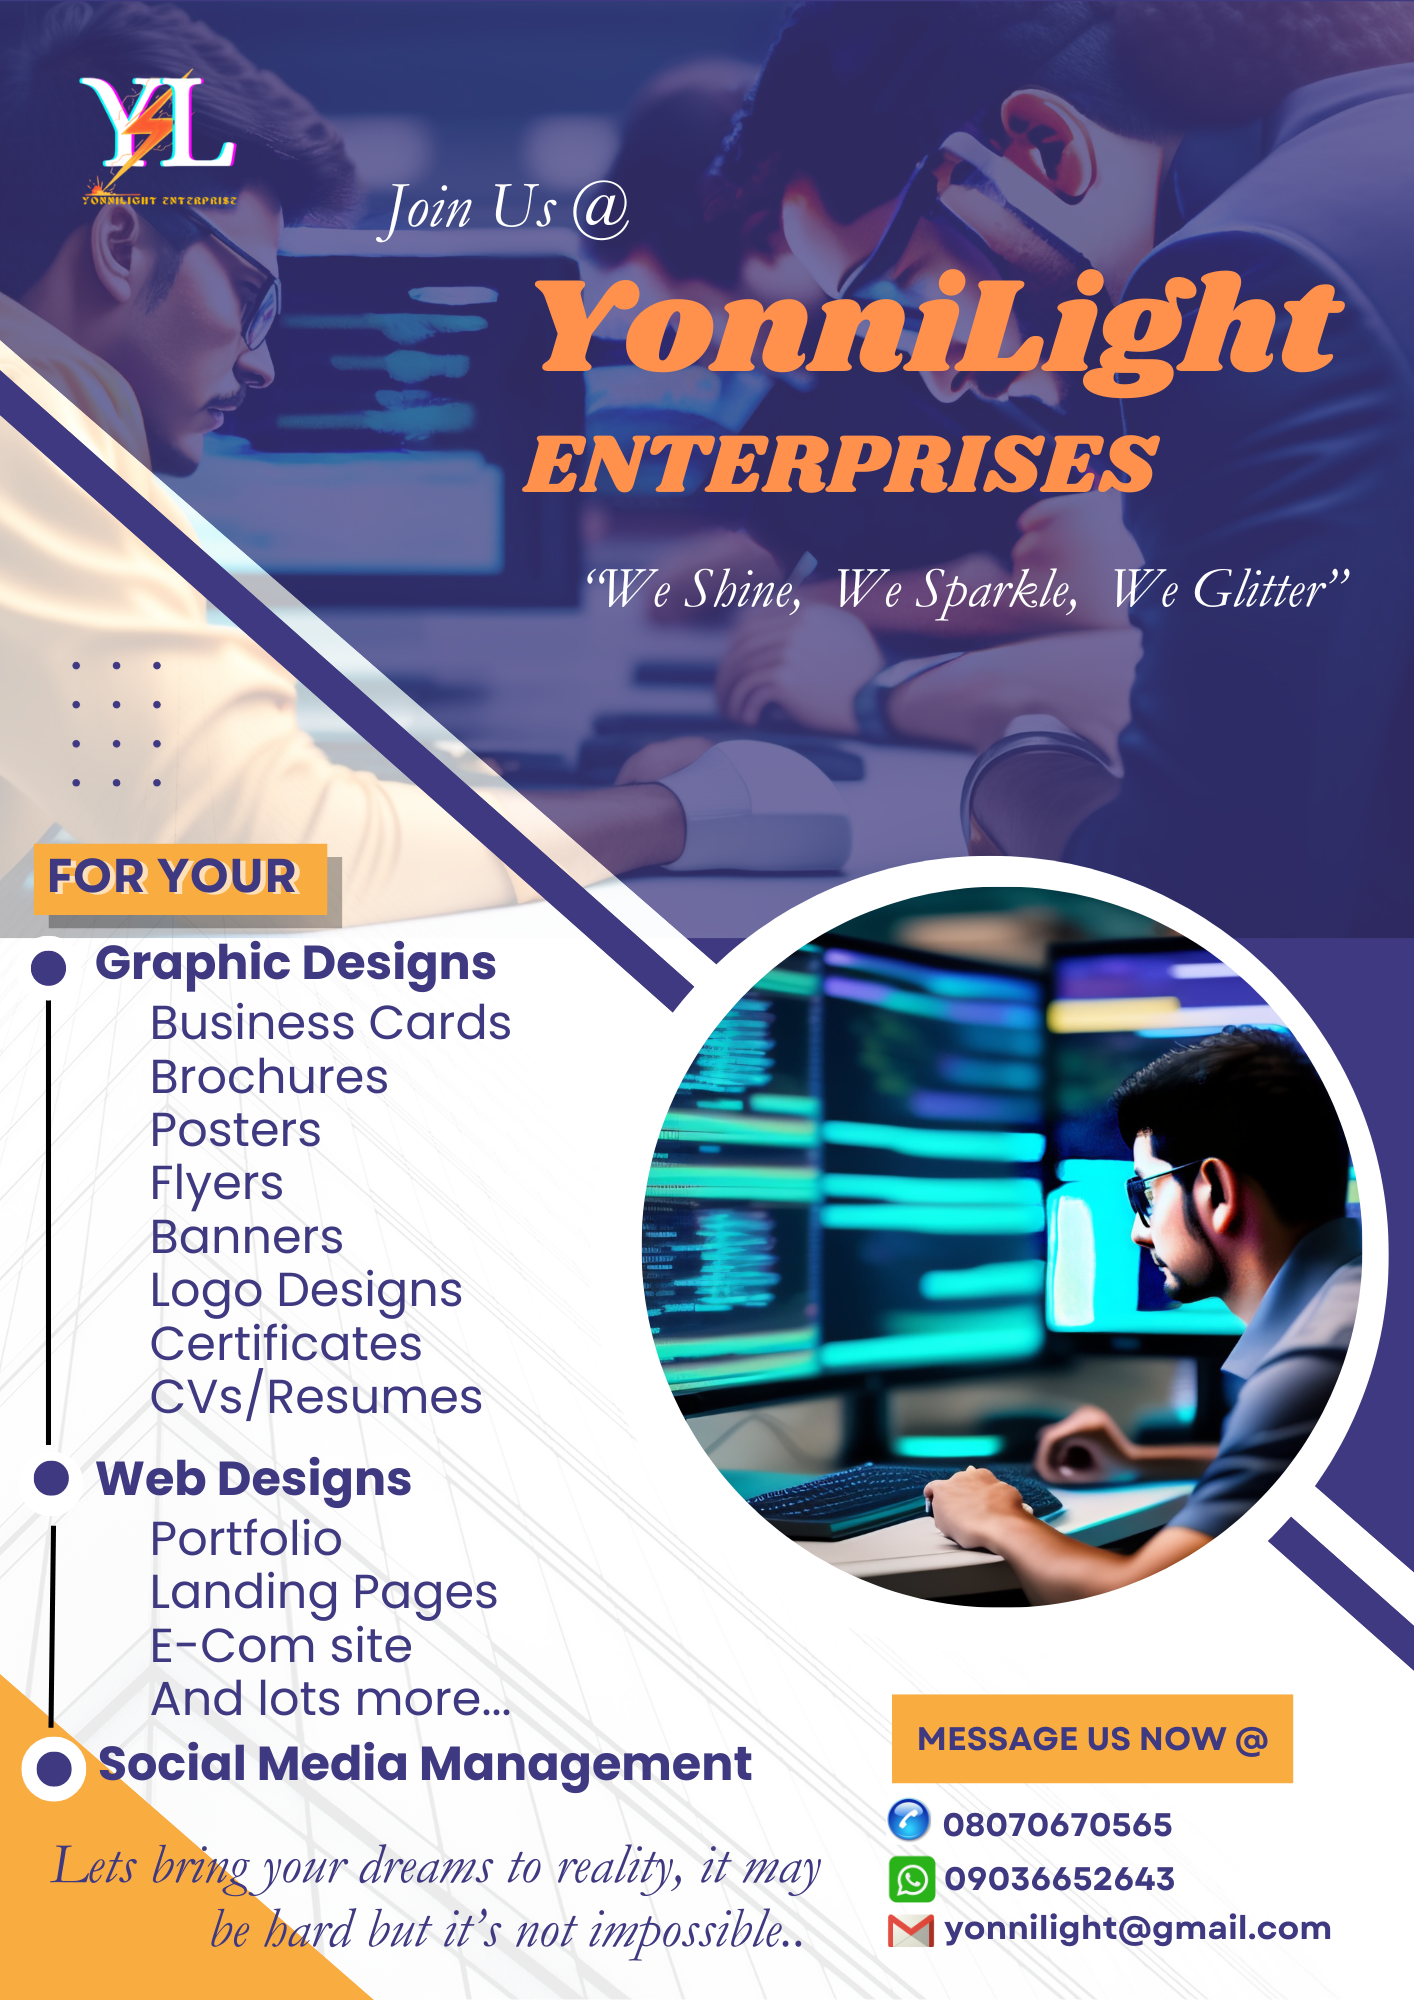 YL
YONNILIGHT ENTERPRISE
Join Us @
YonniLight
ENTERPRISES
“We Shine, We Sparkle, We Glitter”
FOR YOUR
Graphic Designs
Business Cards
Brochures
Posters
Flyers
Banners
Logo Designs
Certificates
CVs/Resumes
Web Designs
Portfolio
Landing Pages
E-Com site
And lots more...
Social Media Management
Lets bring your dreams to reality, it may
be hard but it’s not impossible..
MESSAGE US NOW @
08070670565
09036652643
yonnilight@gmail.com